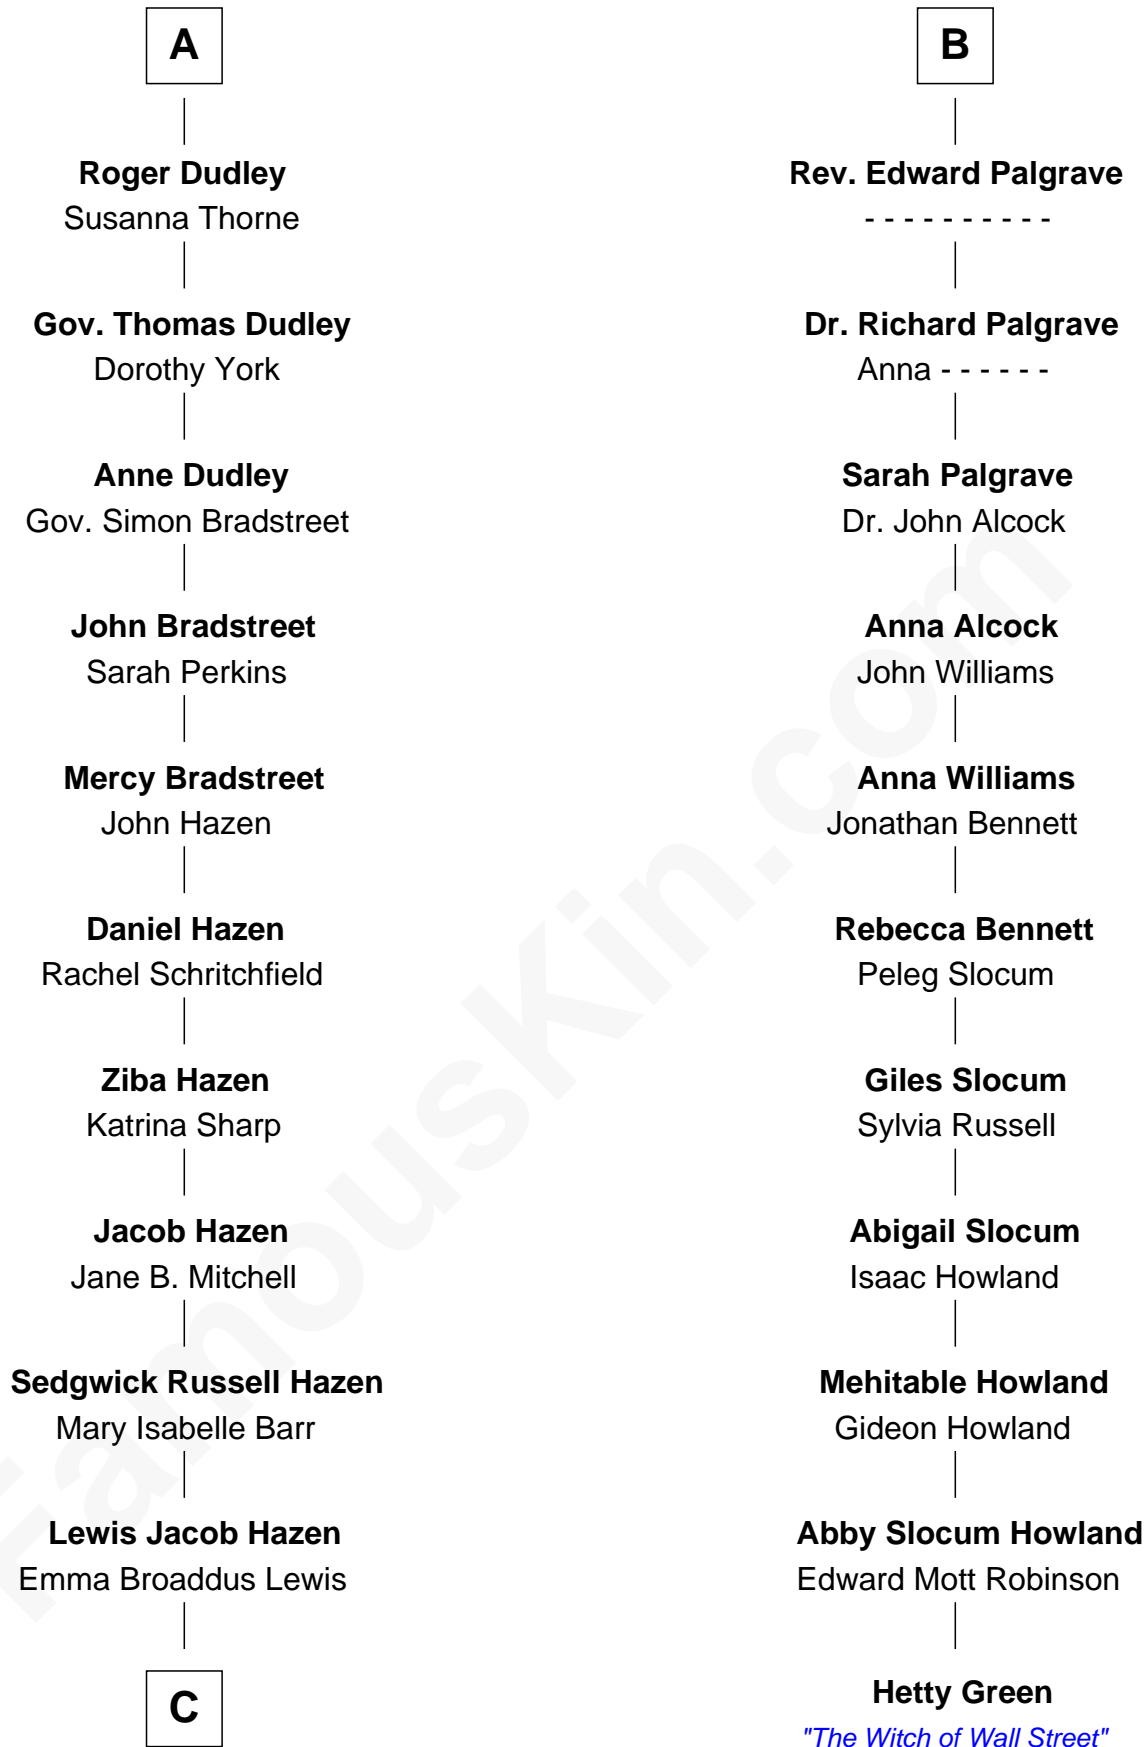 A
Roger Dudley
Susanna Thorne
Gov. Thomas Dudley
Dorothy York
Anne Dudley
Gov. Simon Bradstreet
John Bradstreet
Sarah Perkins
Mercy Bradstreet
John Hazen
Daniel Hazen
Rachel Schritchfield
Ziba Hazen
Katrina Sharp
Jacob Hazen
Jane B. Mitchell
Sedgwick Russell Hazen
Mary Isabelle Barr
Lewis Jacob Hazen
Emma Broaddus Lewis
C
B
Rev. Edward Palgrave
- - - - - - - - - -
Dr. Richard Palgrave
Anna - - - - - -
Sarah Palgrave
Dr. John Alcock
Anna Alcock
John Williams
Anna Williams
Jonathan Bennett
Rebecca Bennett
Peleg Slocum
Giles Slocum
Sylvia Russell
Abigail Slocum
Isaac Howland
Mehitable Howland
Gideon Howland
Abby Slocum Howland
Edward Mott Robinson
Hetty Green
"The Witch of Wall Street"
FamousKin.com